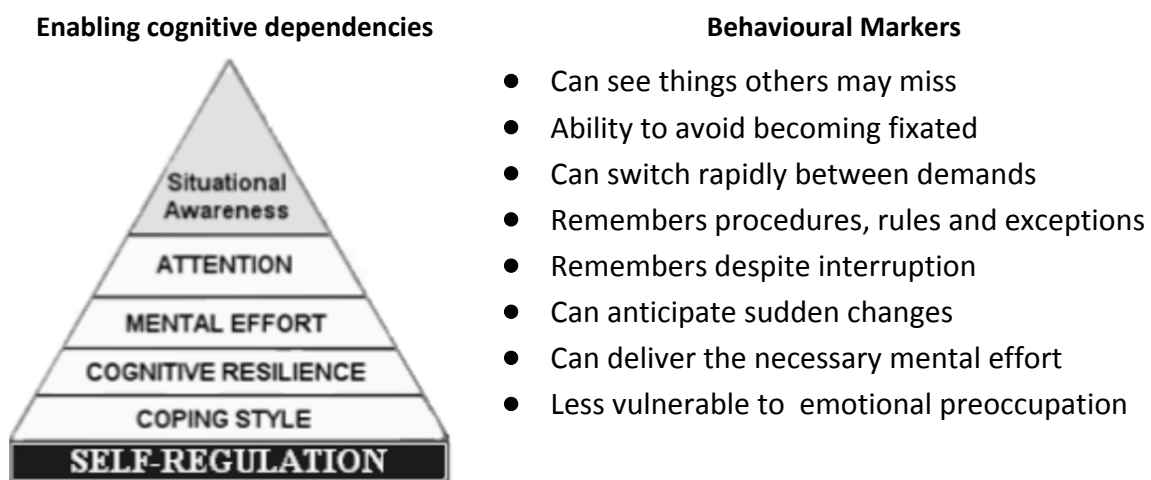 Enabling cognitive dependencies
Situational
Awareness
ATTENTION
MENTAL EFFORT
COGNITIVE RESILIENCE
COPING STYLE
SELF-REGULATION
Behavioural Markers
● Can see things others may miss
● Ability to avoid becoming fixated
● Can switch rapidly between demands
● Remembers procedures, rules and exceptions
● Remembers despite interruption
● Can anticipate sudden changes
● Can deliver the necessary mental effort
● Less vulnerable to emotional preoccupation